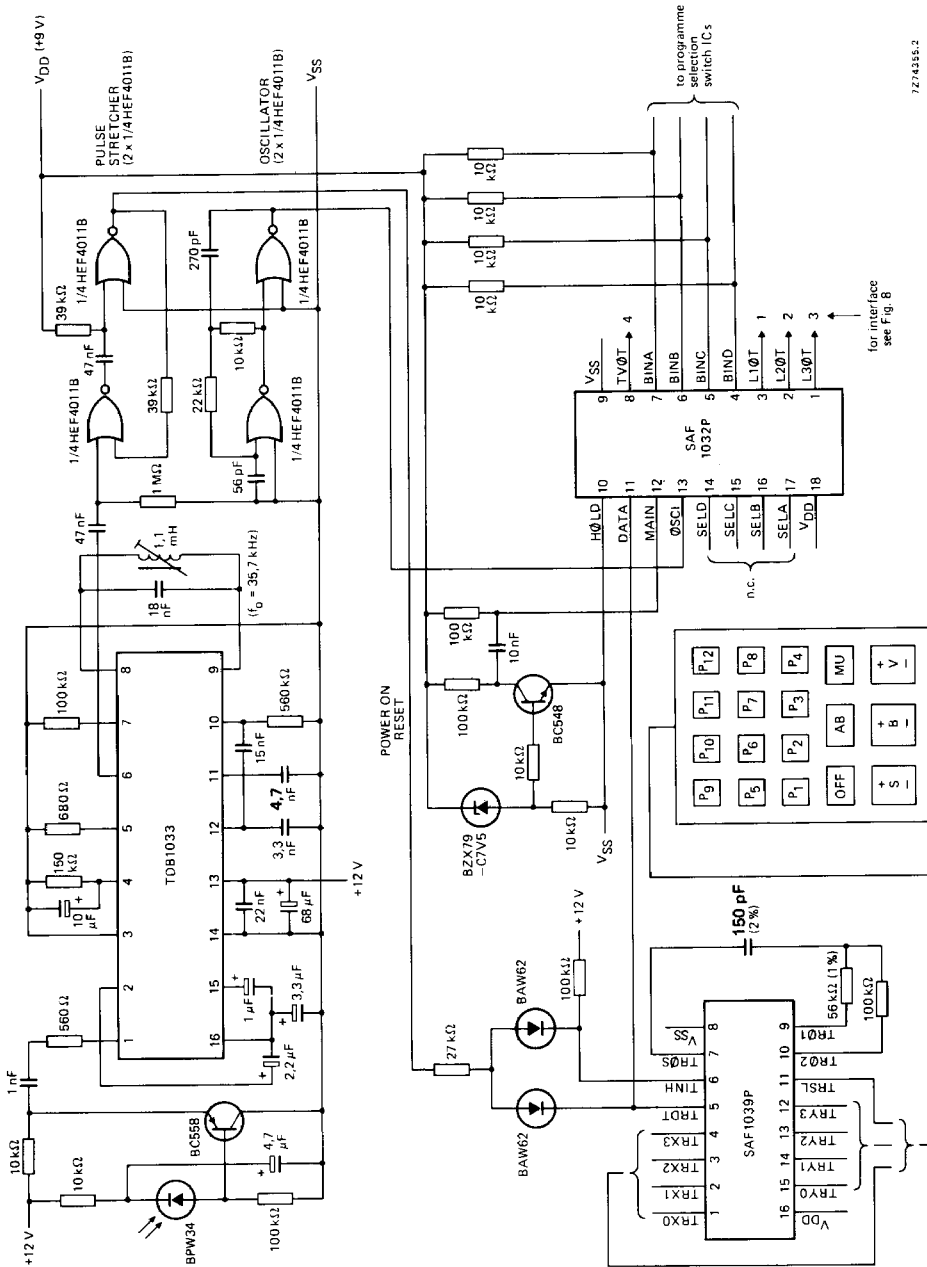 VDD (+9 V)
PULSE
STRETCHER
(2 x 1/4 HEF4011B)
OSCILLATOR
(2 x 1/4 HEF4011B)
VSS
1/4 HEF4011B
39 kΩ
47 nF
1/4 HEF4011B
39 kΩ
1 MΩ
47 nF
270 pF
1/4 HEF4011B
10 kΩ
22 kΩ
1/4 HEF4011B
56 pF
1,1
mH
18
nF
(fo = 35,7 kHz)
100 kΩ
680 Ω
150
kΩ
10
μF
+
560 Ω
1 nF
10 kΩ
+12 V
10 kΩ
BPW34
BC558
4,7
μF
+
100 kΩ
8
7
6
5
4
3
2
1
TDB1033
9
10
11
12
13
14
15
16
560 kΩ
15 nF
4,7
nF
3,3
nF
22 nF
+
68 μF
+12 V
+
1 μF
+
3,3 μF
+
2,2 μF
10
kΩ
10
kΩ
10
kΩ
10
kΩ
to programme
selection
switch ICs
VSS
TVØT
4
BINA
BINB
BINC
BIND
L1ØT
1
L2ØT
2
L3ØT
3
for interface
see Fig. 8
9
8
7
6
5
4
3
2
1
SAF
1032P
10
11
12
13
14
15
16
17
18
HØLD
DATA
MAIN
ØSCI
SELD
SELC
SELB
SELA
VDD
n.c.
100
kΩ
10 nF
100 kΩ
BC548
10 kΩ
POWER ON
RESET
BZX79
-C7V5
10 kΩ
VSS
+12 V
100 kΩ
BAW62
BAW62
27 kΩ
150 pF
(2%)
56 kΩ (1%)
100 kΩ
VSS
TRØS
TINH
TRDT
TRX3
TRX2
TRX1
TRX0
8
7
6
5
4
3
2
1
SAF1039P
9
10
11
12
13
14
15
16
TRØ1
TRØ2
TRSL
TRY3
TRY2
TRY1
TRY0
VDD
P9
P10
P11
P12
P5
P6
P7
P8
P1
P2
P3
P4
OFF
AB
MU
+ S −
+ B −
+ V −
7Z74355.2